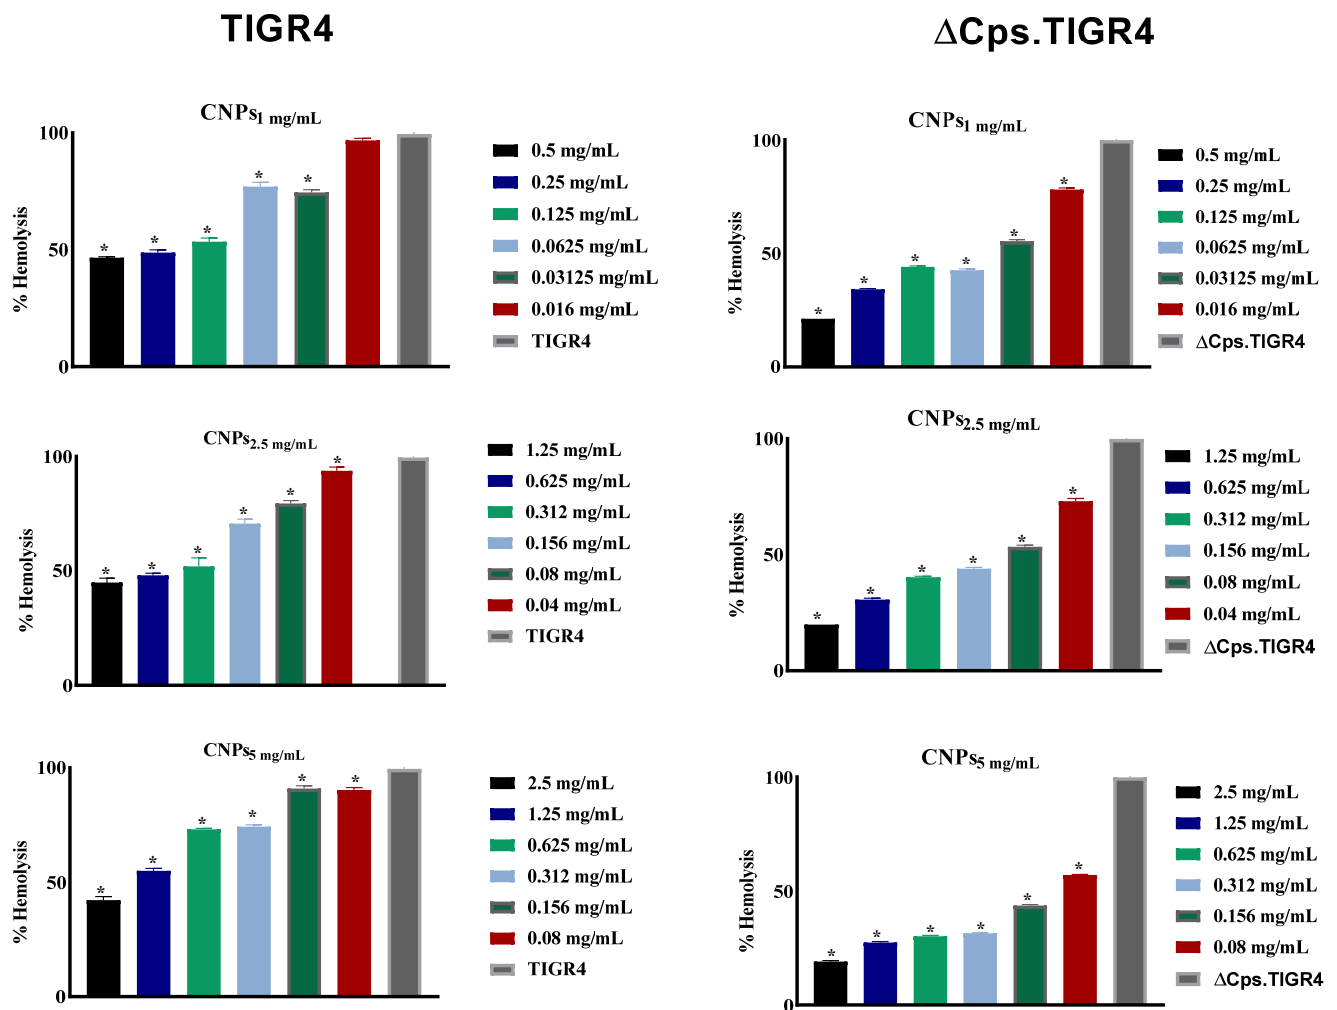 TIGR4
ΔCps.TIGR4
CNPs1 mg/mL
% Hemolysis
100
50
0
* * * * *
0.5 mg/mL
0.25 mg/mL
0.125 mg/mL
0.0625 mg/mL
0.03125 mg/mL
0.016 mg/mL
TIGR4
CNPs1 mg/mL
% Hemolysis
100
50
0
* * * * * *
0.5 mg/mL
0.25 mg/mL
0.125 mg/mL
0.0625 mg/mL
0.03125 mg/mL
0.016 mg/mL
ΔCps.TIGR4
CNPs2.5 mg/mL
% Hemolysis
100
50
0
* * * * * *
1.25 mg/mL
0.625 mg/mL
0.312 mg/mL
0.156 mg/mL
0.08 mg/mL
0.04 mg/mL
TIGR4
CNPs2.5 mg/mL
% Hemolysis
100
50
0
* * * * * *
1.25 mg/mL
0.625 mg/mL
0.312 mg/mL
0.156 mg/mL
0.08 mg/mL
0.04 mg/mL
ΔCps.TIGR4
CNPs5 mg/mL
% Hemolysis
100
50
0
* * * * * *
2.5 mg/mL
1.25 mg/mL
0.625 mg/mL
0.312 mg/mL
0.156 mg/mL
0.08 mg/mL
TIGR4
CNPs5 mg/mL
% Hemolysis
100
50
0
* * * * * *
2.5 mg/mL
1.25 mg/mL
0.625 mg/mL
0.312 mg/mL
0.156 mg/mL
0.08 mg/mL
ΔCps.TIGR4